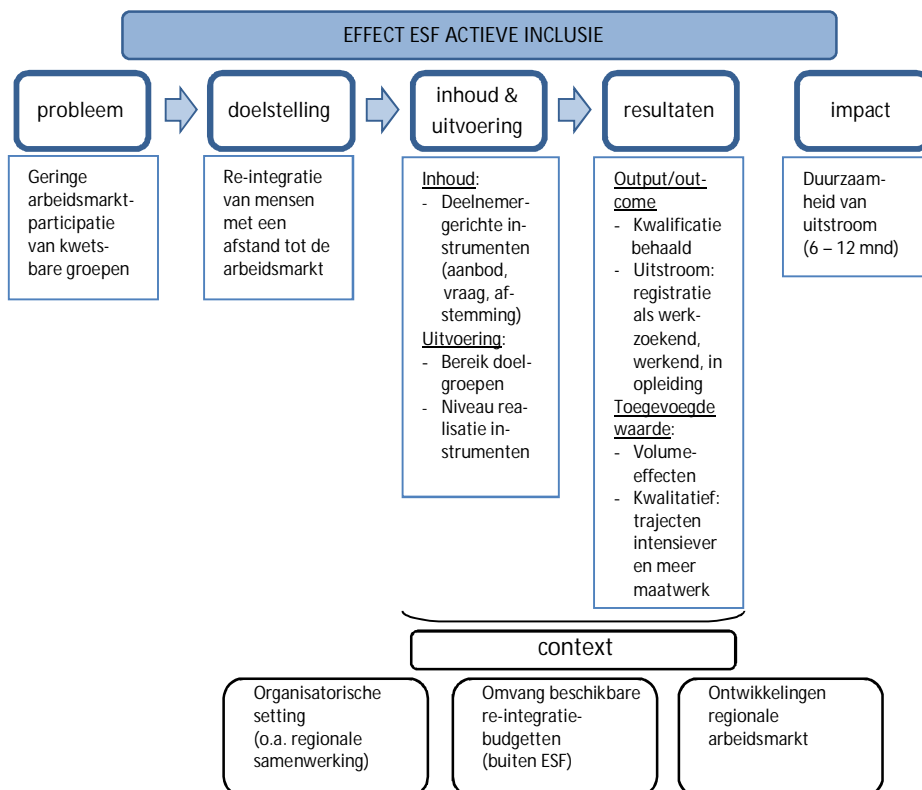 EFFECT ESF ACTIEVE INCLUSIE
probleem
doelstelling
inhoud &
uitvoering
resultaten
impact
Geringe
arbeidsmarkt-
participatie
van kwets-
bare groepen
Re-integratie
van mensen
met een
afstand tot de
arbeidsmarkt
Inhoud:
- Deelnemer-
gerichte in-
strumenten
(aanbod,
vraag, af-
stemming)
Uitvoering:
- Bereik doel-
groepen
- Niveau rea-
lisatie in-
strumenten
Output/out-
come
- Kwalificatie
behaald
- Uitstroom:
registratie
als werk-
zoekend,
werkend, in
opleiding
Toegevoegde
waarde:
- Volume-
effecten
- Kwalitatief:
trajecten
intensiever
en meer
maatwerk
Duurzaam-
heid van
uitstroom
(6 – 12 mnd)
context
Organisatorische
setting
(o.a. regionale
samenwerking)
Omvang beschikbare
re-integratie-
budgetten
(buiten ESF)
Ontwikkelingen
regionale
arbeidsmarkt